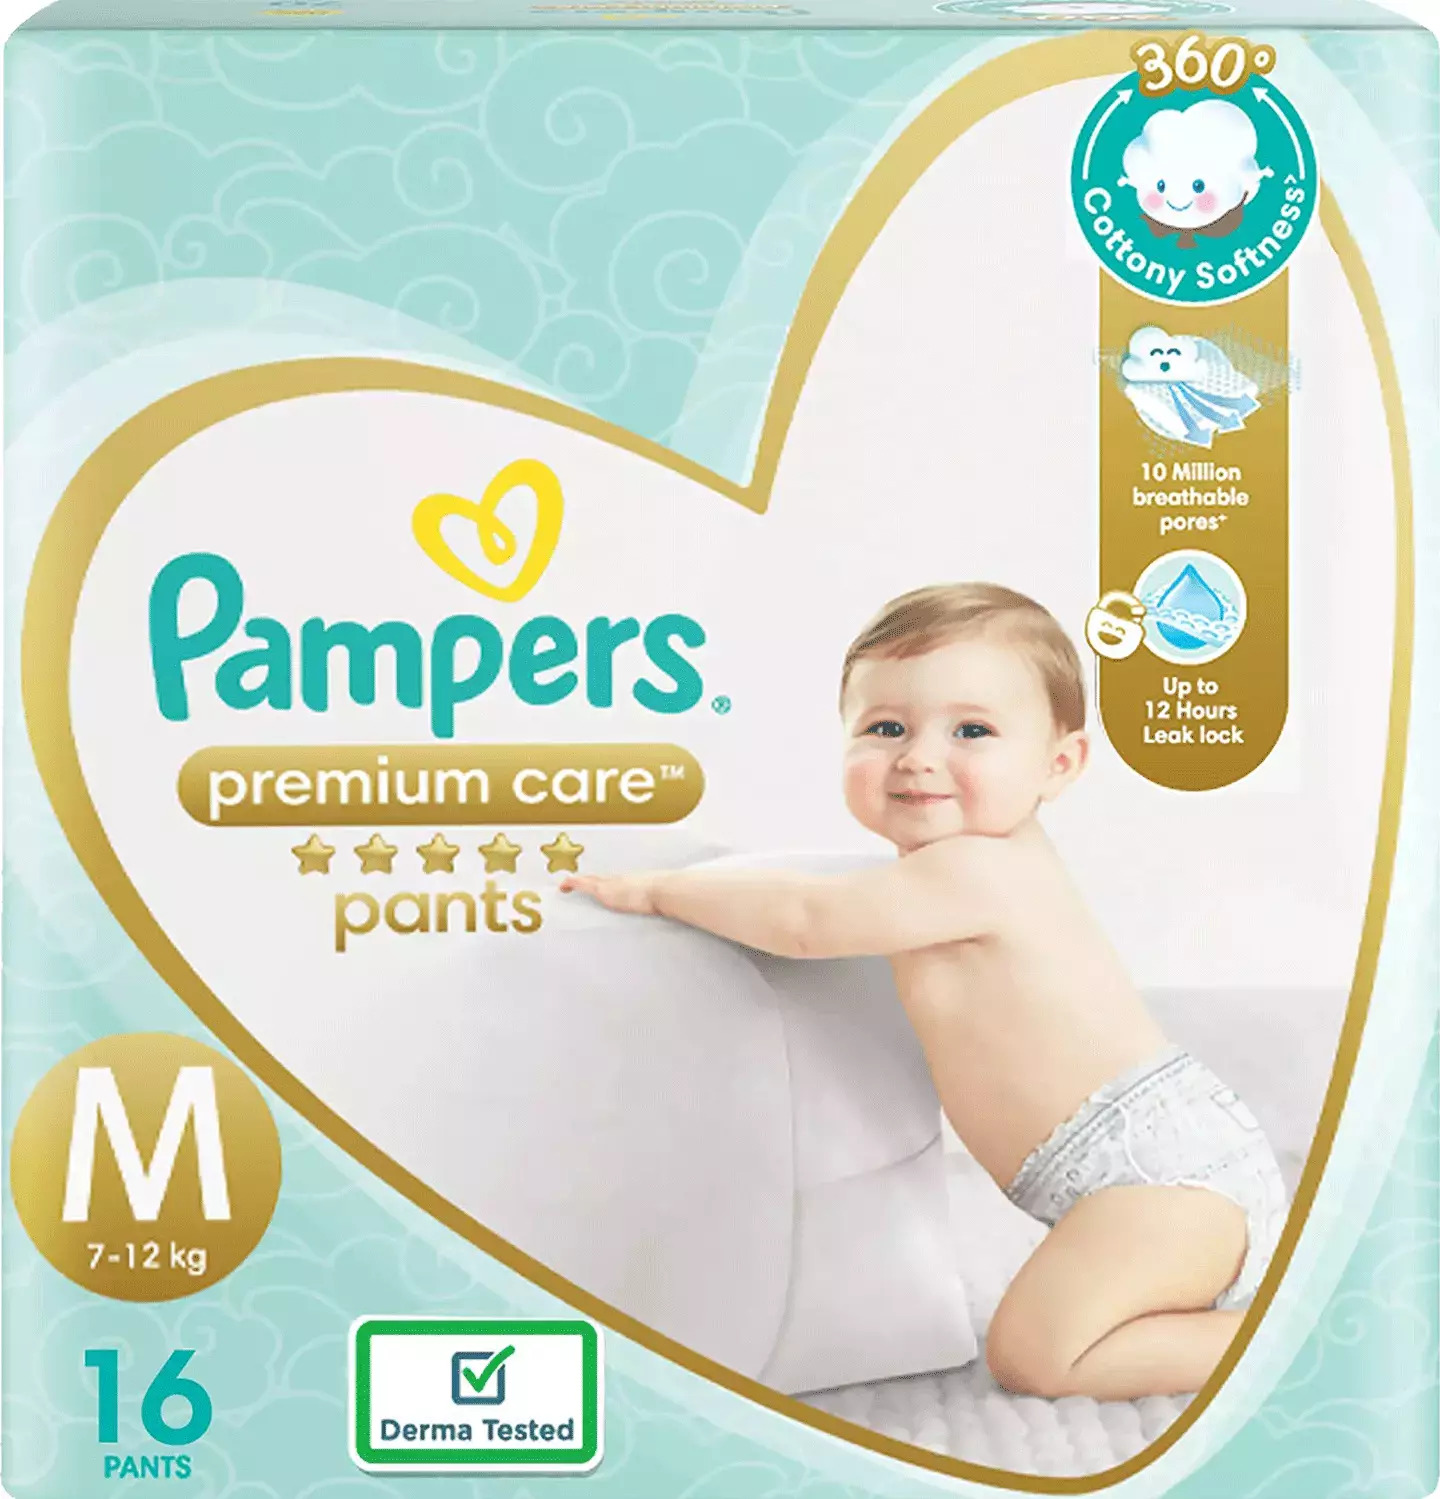 360°
Cottony Softness^
10 Million
breathable
pores+
Up to
12 Hours
Leak lock
Pampers®
premium care™
pants
M
7-12 kg
16
PANTS
Derma Tested